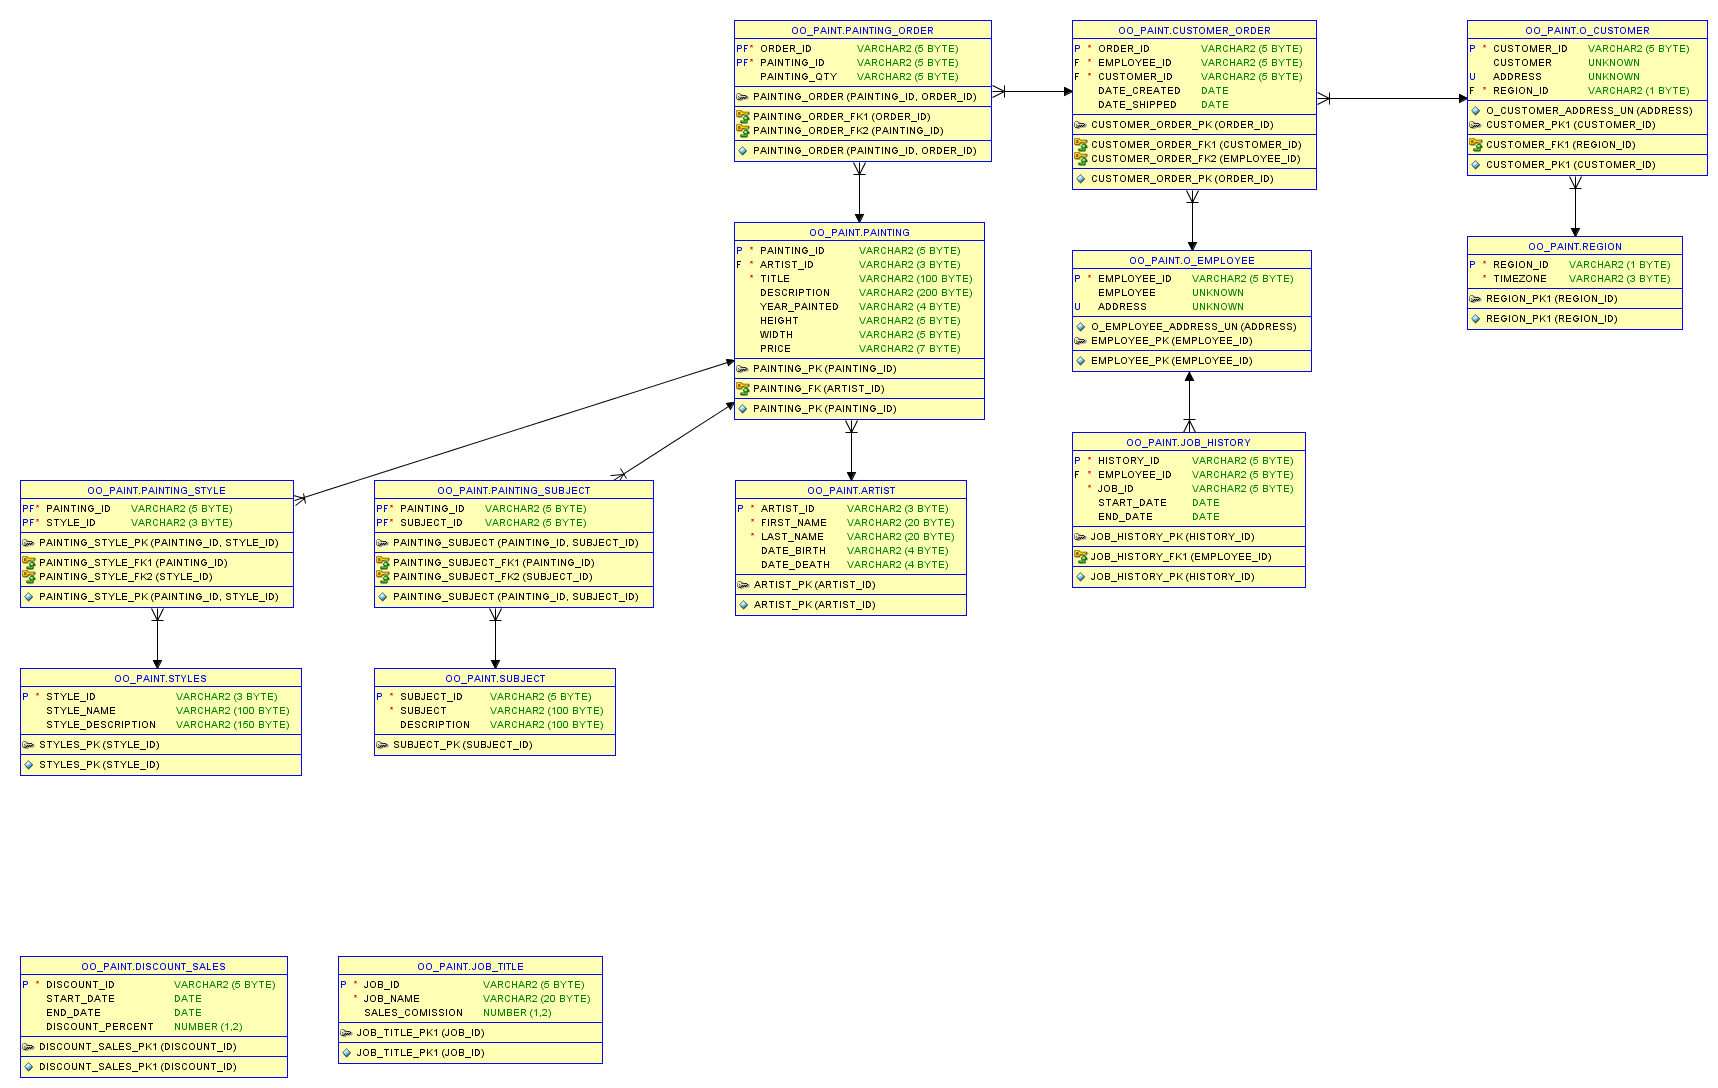 OO_PAINT.PAINTING_ORDER
PF* ORDER_ID VARCHAR2 (5 BYTE)
PF* PAINTING_ID VARCHAR2 (5 BYTE)
PAINTING_QTY VARCHAR2 (5 BYTE)
PAINTING_ORDER (PAINTING_ID, ORDER_ID)
PAINTING_ORDER_FK1 (ORDER_ID)
PAINTING_ORDER_FK2 (PAINTING_ID)
PAINTING_ORDER (PAINTING_ID, ORDER_ID)
OO_PAINT.CUSTOMER_ORDER
P * ORDER_ID VARCHAR2 (5 BYTE)
F * EMPLOYEE_ID VARCHAR2 (5 BYTE)
F * CUSTOMER_ID VARCHAR2 (5 BYTE)
DATE_CREATED DATE
DATE_SHIPPED DATE
CUSTOMER_ORDER_PK (ORDER_ID)
CUSTOMER_ORDER_FK1 (CUSTOMER_ID)
CUSTOMER_ORDER_FK2 (EMPLOYEE_ID)
CUSTOMER_ORDER_PK (ORDER_ID)
OO_PAINT.O_CUSTOMER
P * CUSTOMER_ID VARCHAR2 (5 BYTE)
CUSTOMER UNKNOWN
U ADDRESS UNKNOWN
F * REGION_ID VARCHAR2 (1 BYTE)
O_CUSTOMER_ADDRESS_UN (ADDRESS)
CUSTOMER_PK1 (CUSTOMER_ID)
CUSTOMER_FK1 (REGION_ID)
CUSTOMER_PK1 (CUSTOMER_ID)
OO_PAINT.PAINTING
P * PAINTING_ID VARCHAR2 (5 BYTE)
F * ARTIST_ID VARCHAR2 (3 BYTE)
* TITLE VARCHAR2 (100 BYTE)
DESCRIPTION VARCHAR2 (200 BYTE)
YEAR_PAINTED VARCHAR2 (4 BYTE)
HEIGHT VARCHAR2 (5 BYTE)
WIDTH VARCHAR2 (5 BYTE)
PRICE VARCHAR2 (7 BYTE)
PAINTING_PK (PAINTING_ID)
PAINTING_FK (ARTIST_ID)
PAINTING_PK (PAINTING_ID)
OO_PAINT.O_EMPLOYEE
P * EMPLOYEE_ID VARCHAR2 (5 BYTE)
EMPLOYEE UNKNOWN
U ADDRESS UNKNOWN
O_EMPLOYEE_ADDRESS_UN (ADDRESS)
EMPLOYEE_PK (EMPLOYEE_ID)
EMPLOYEE_PK (EMPLOYEE_ID)
OO_PAINT.REGION
P * REGION_ID VARCHAR2 (1 BYTE)
* TIMEZONE VARCHAR2 (3 BYTE)
REGION_PK1 (REGION_ID)
REGION_PK1 (REGION_ID)
OO_PAINT.JOB_HISTORY
P * HISTORY_ID VARCHAR2 (5 BYTE)
F * EMPLOYEE_ID VARCHAR2 (5 BYTE)
* JOB_ID VARCHAR2 (5 BYTE)
START_DATE DATE
END_DATE DATE
JOB_HISTORY_PK (HISTORY_ID)
JOB_HISTORY_FK1 (EMPLOYEE_ID)
JOB_HISTORY_PK (HISTORY_ID)
OO_PAINT.PAINTING_STYLE
PF* PAINTING_ID VARCHAR2 (5 BYTE)
PF* STYLE_ID VARCHAR2 (3 BYTE)
PAINTING_STYLE_PK (PAINTING_ID, STYLE_ID)
PAINTING_STYLE_FK1 (PAINTING_ID)
PAINTING_STYLE_FK2 (STYLE_ID)
PAINTING_STYLE_PK (PAINTING_ID, STYLE_ID)
OO_PAINT.PAINTING_SUBJECT
PF* PAINTING_ID VARCHAR2 (5 BYTE)
PF* SUBJECT_ID VARCHAR2 (5 BYTE)
PAINTING_SUBJECT (PAINTING_ID, SUBJECT_ID)
PAINTING_SUBJECT_FK1 (PAINTING_ID)
PAINTING_SUBJECT_FK2 (SUBJECT_ID)
PAINTING_SUBJECT (PAINTING_ID, SUBJECT_ID)
OO_PAINT.ARTIST
P * ARTIST_ID VARCHAR2 (3 BYTE)
* FIRST_NAME VARCHAR2 (20 BYTE)
* LAST_NAME VARCHAR2 (20 BYTE)
DATE_BIRTH VARCHAR2 (4 BYTE)
DATE_DEATH VARCHAR2 (4 BYTE)
ARTIST_PK (ARTIST_ID)
ARTIST_PK (ARTIST_ID)
OO_PAINT.STYLES
P * STYLE_ID VARCHAR2 (3 BYTE)
STYLE_NAME VARCHAR2 (100 BYTE)
STYLE_DESCRIPTION VARCHAR2 (150 BYTE)
STYLES_PK (STYLE_ID)
STYLES_PK (STYLE_ID)
OO_PAINT.SUBJECT
P * SUBJECT_ID VARCHAR2 (5 BYTE)
* SUBJECT VARCHAR2 (100 BYTE)
DESCRIPTION VARCHAR2 (100 BYTE)
SUBJECT_PK (SUBJECT_ID)
OO_PAINT.DISCOUNT_SALES
P * DISCOUNT_ID VARCHAR2 (5 BYTE)
START_DATE DATE
END_DATE DATE
DISCOUNT_PERCENT NUMBER (1,2)
DISCOUNT_SALES_PK1 (DISCOUNT_ID)
DISCOUNT_SALES_PK1 (DISCOUNT_ID)
OO_PAINT.JOB_TITLE
P * JOB_ID VARCHAR2 (5 BYTE)
* JOB_NAME VARCHAR2 (20 BYTE)
SALES_COMISSION NUMBER (1,2)
JOB_TITLE_PK1 (JOB_ID)
JOB_TITLE_PK1 (JOB_ID)